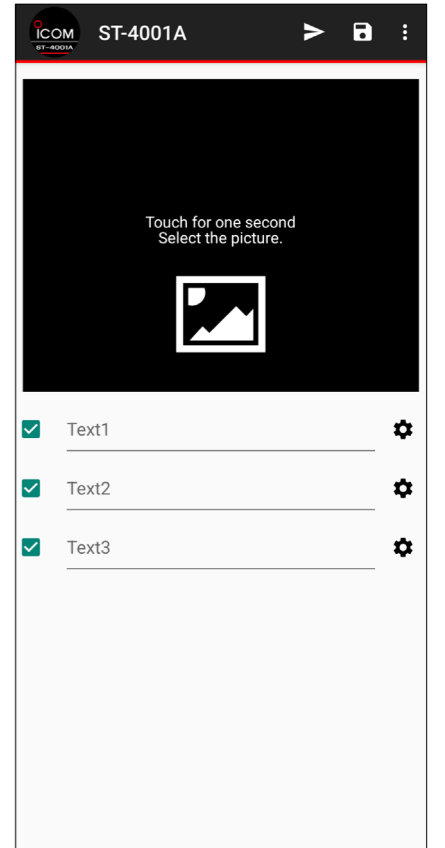 ICOM
ST-4001A
ST-4001A
Touch for one second
Select the picture.
Text1
Text2
Text3